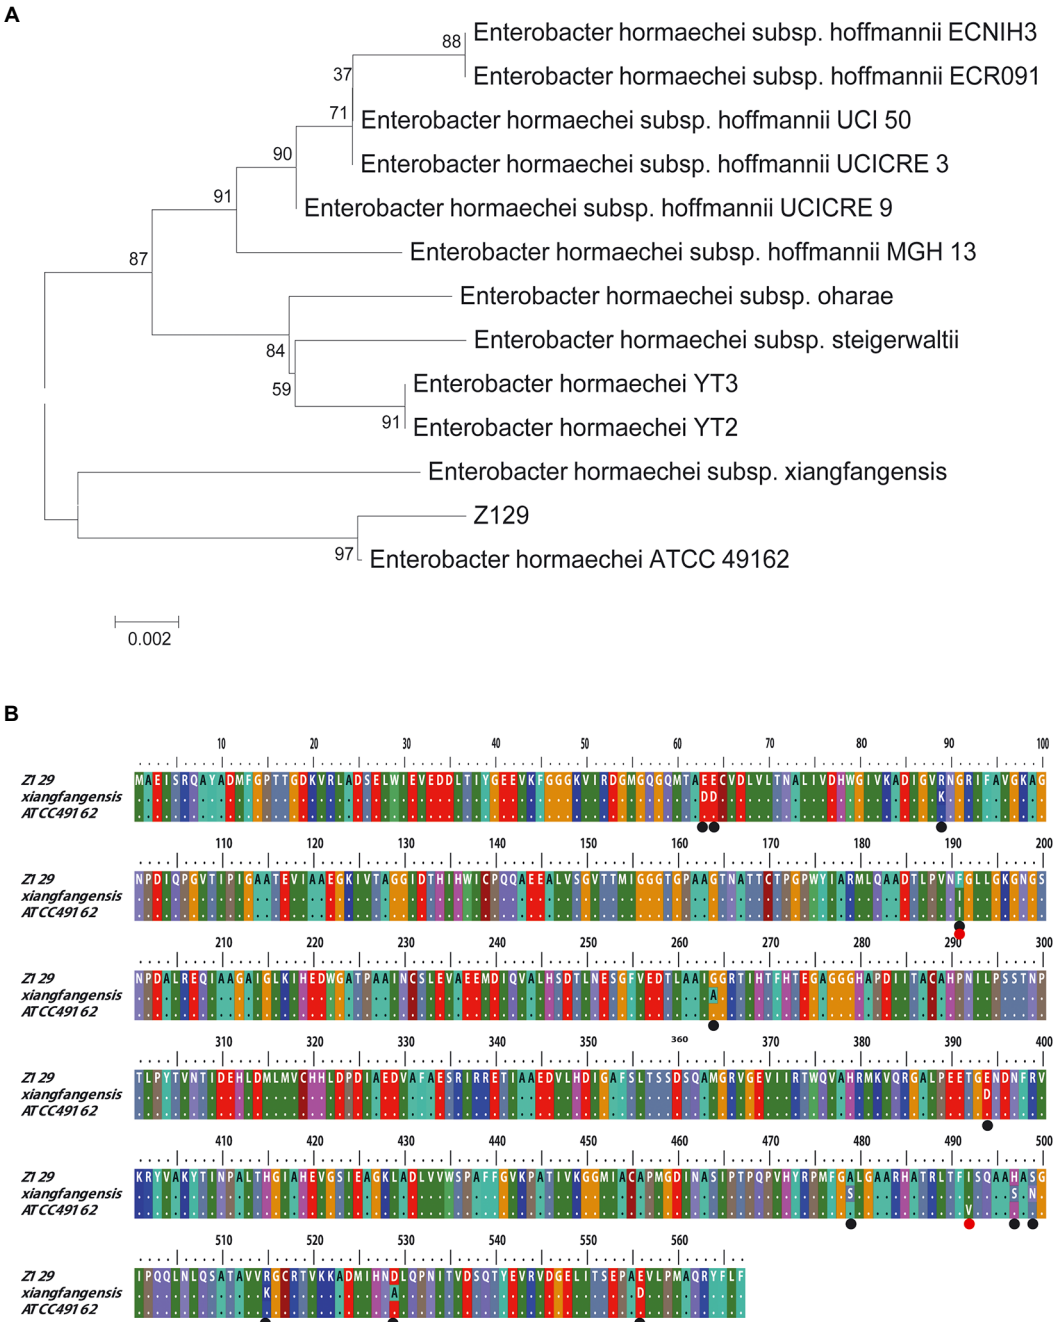 A
88
Enterobacter hormaechei subsp. hoffmannii ECNIH3
37
Enterobacter hormaechei subsp. hoffmannii ECR091
71
Enterobacter hormaechei subsp. hoffmannii UCI 50
90
Enterobacter hormaechei subsp. hoffmannii UCICRE 3
91
Enterobacter hormaechei subsp. hoffmannii UCICRE 9
87
Enterobacter hormaechei subsp. hoffmannii MGH 13
Enterobacter hormaechei subsp. oharae
84
Enterobacter hormaechei subsp. steigerwaltii
59
Enterobacter hormaechei YT3
91
Enterobacter hormaechei YT2
Enterobacter hormaechei subsp. xiangfangensis
Z129
97
Enterobacter hormaechei ATCC 49162
0.002
B
10 20 30 40 50 60 70 80 90 100
Z129 MAEISRQAYADMFGPTTGDKVRLADSELWIEVEDDLTIYGEEVKFGGGKVIRDGMGQGQMTAEECVDLVLTNALIVDHWGIVKADIGVRNGRIFAVGKAG
xiangfangensis DD K
ATCC49162
110 120 130 140 150 160 170 180 190 200
Z129 NPDIQPGVTIPIGAATEVIAAEGKIVTAGGIDTHIHWICPQQAEEALVSGVTTMIGGGTGPAAGTNATTCTPGPWYIARMLQAADTLPVNFGLLGKGNGS
xiangfangensis I
ATCC49162 I
210 220 230 240 250 260 270 280 290 300
Z129 NPDALREQIAAGAIGLKIHEDWGATPAAINCSLEVAEEMDIQVALHSDTLNESGFVEDTLAAIGGRTIHTFHTEGAGGGHAPDIITACAHPNILPSSTNP
xiangfangensis A
ATCC49162
310 320 330 340 350 360 370 380 390 400
Z129 TLPYTVNTIDEHLDMLMVCHHLDPDIAEDVAFAESRIRRETIAAEDVLHDIGAFSLTSSDSQAMGRVGEVIIRTWQVAHRMKVQRGALPEETGENDNFRV
xiangfangensis D
ATCC49162
410 420 430 440 450 460 470 480 490 500
Z129 KRYVAKYTINPALTHGIAHEVGSIEAGKLADLVVWSPAFFGVKPATIVKGGMIACAPMGDINASIPTPQPVHYRPMFGALGAARHATRLTFISQAAHASG
xiangfangensis S S N
ATCC49162 V
510 520 530 540 550 560
Z129 IPQQLNLQSATAVVRGCRTVKKADMIHNDLQPNITVDSQTYEVRVDGELITSEPAEVLPMAQRYFLF
xiangfangensis K A D
ATCC49162